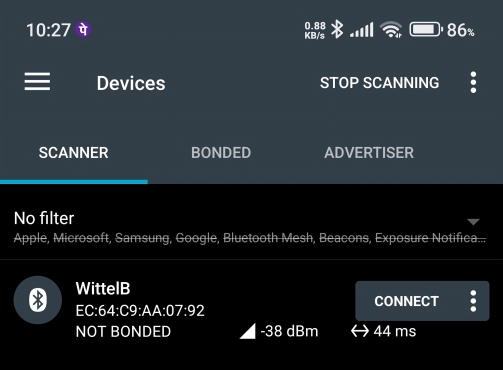 10:27 पे 0.88 KB/s 86%
Devices STOP SCANNING
SCANNER BONDED ADVERTISER
No filter
Apple, Microsoft, Samsung, Google, Bluetooth Mesh, Beacons, Exposure Notifica...
WittelB
EC:64:C9:AA:07:92 CONNECT
NOT BONDED -38 dBm 44 ms